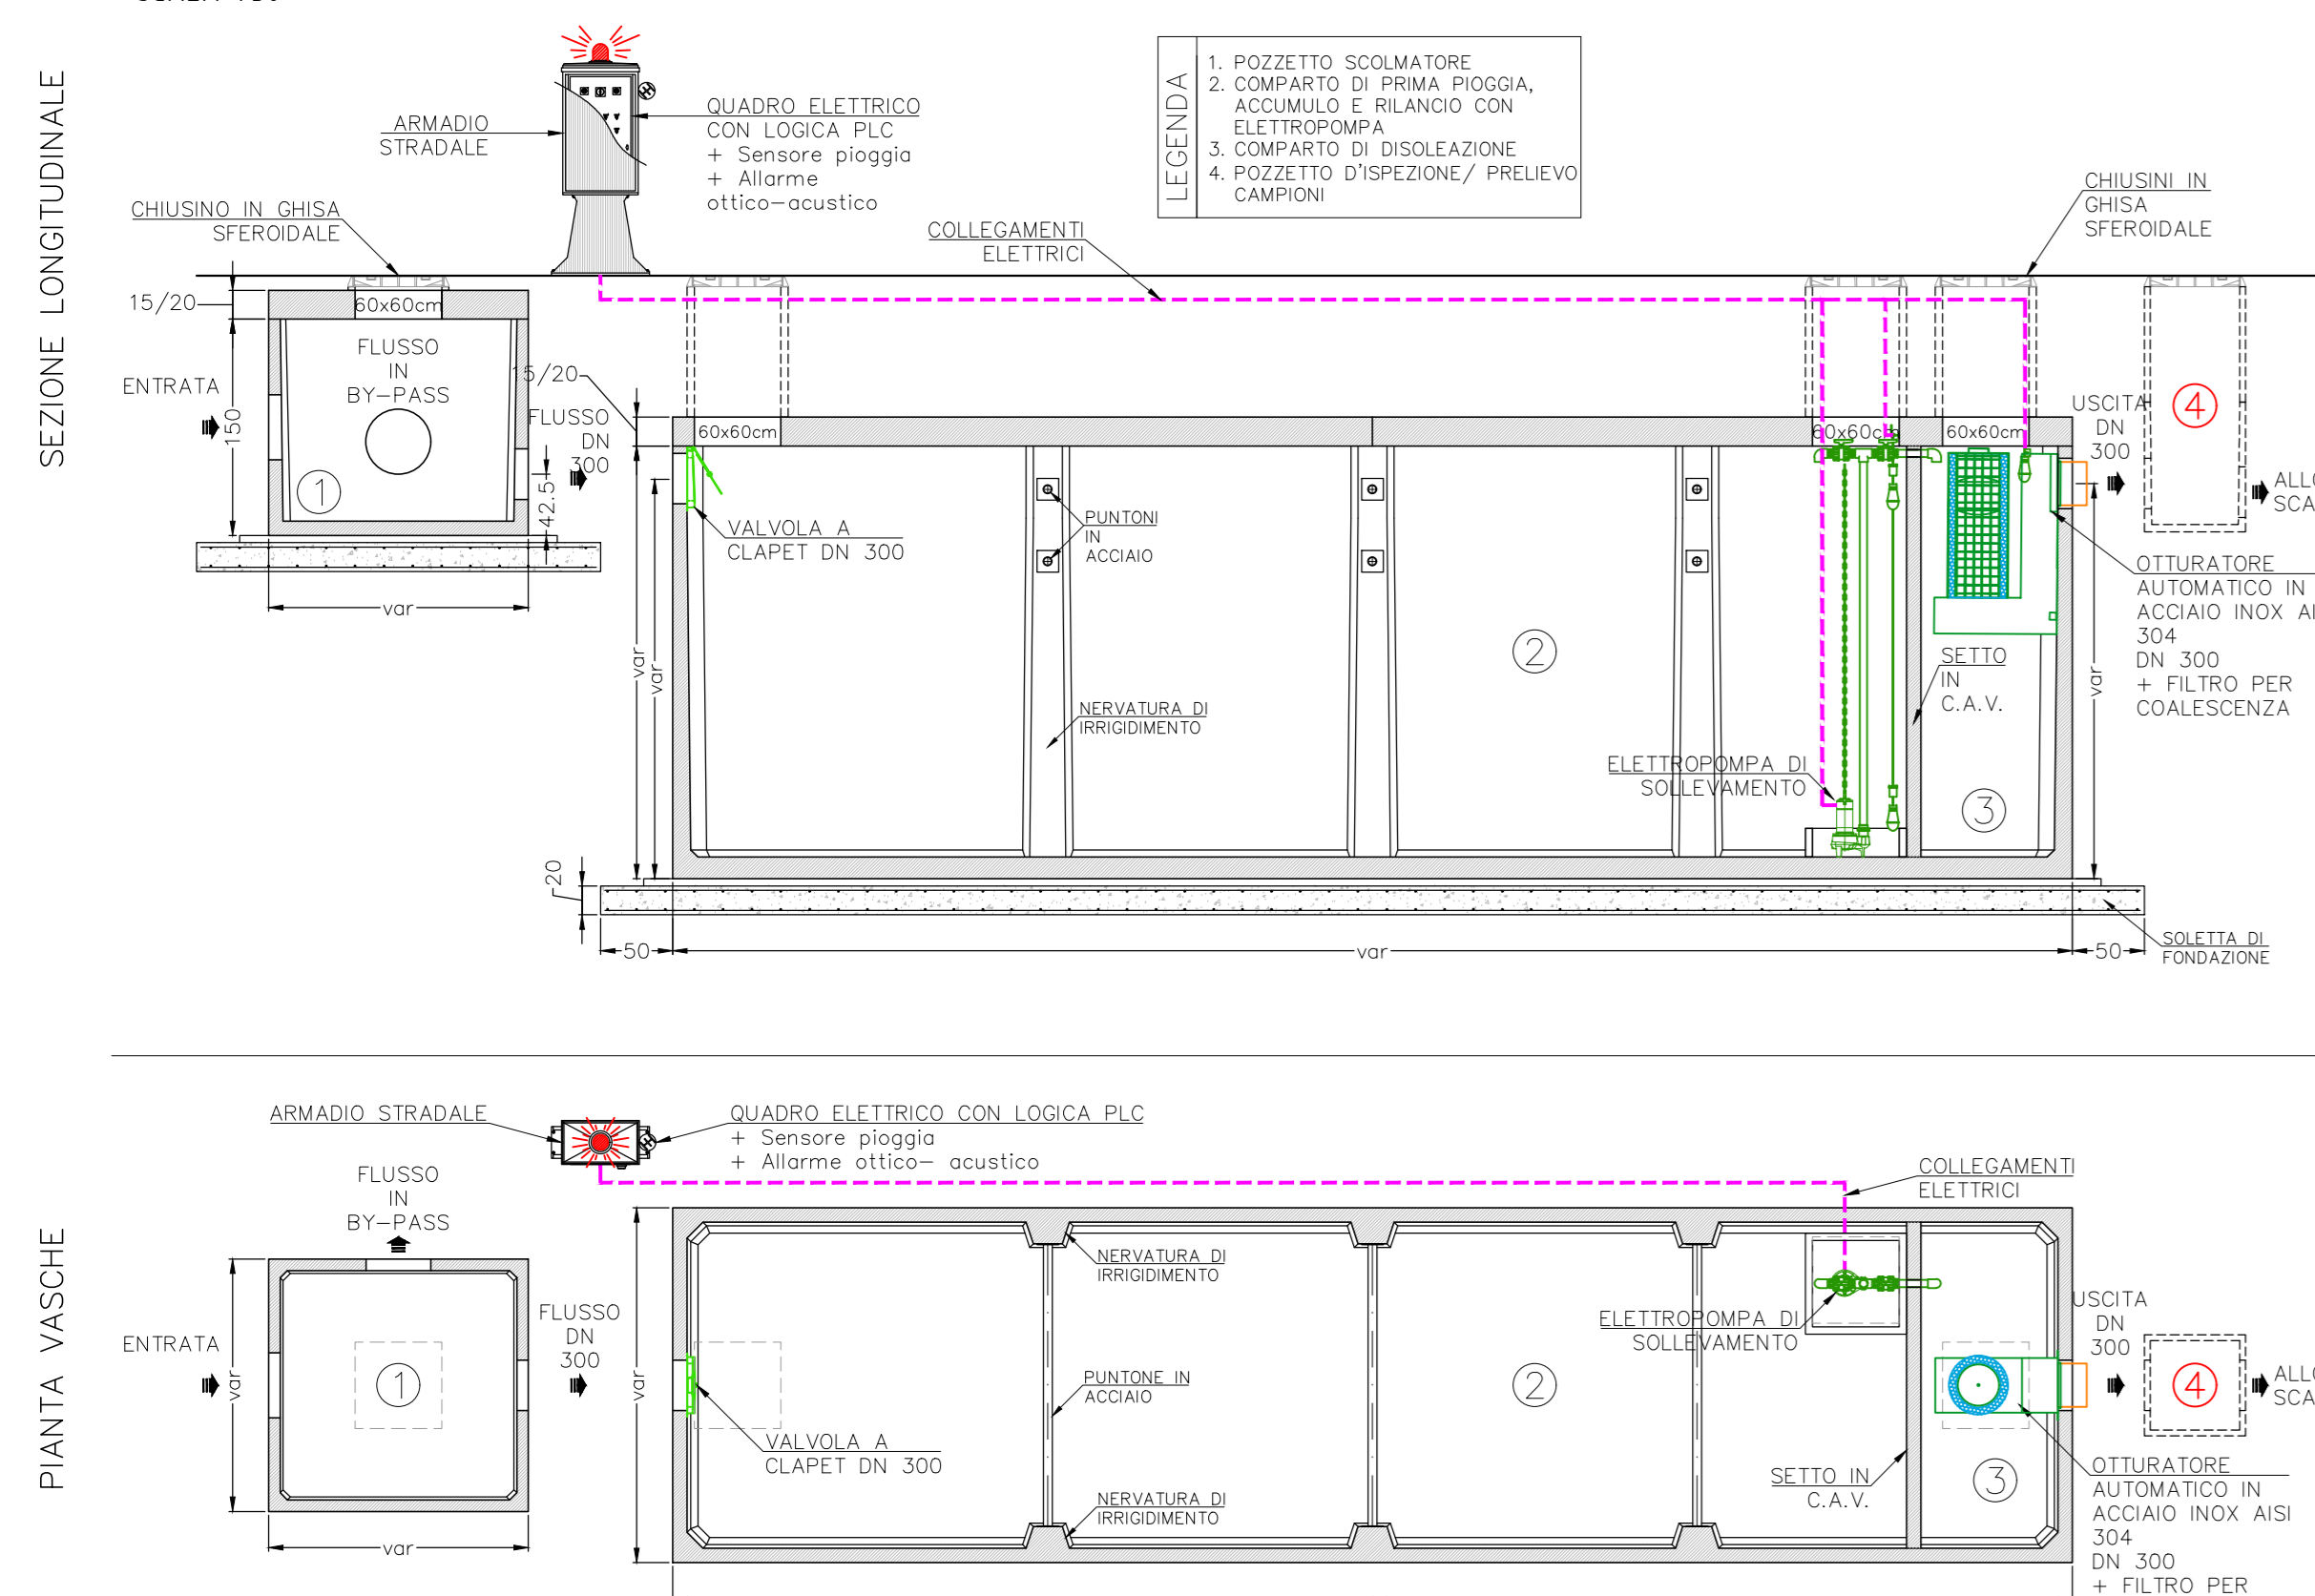 SEZIONE LONGITUDINALE
ARMADIO
STRADALE
QUADRO ELETTRICO
CON LOGICA PLC
+ Sensore pioggia
+ Allarme
ottico-acustico
LEGENDA
1. POZZETTO SCOLMATORE
2. COMPARTO DI PRIMA PIOGGIA,
ACCUMULO E RILANCIO CON
ELETTROPOMPA
3. COMPARTO DI DISOLEAZIONE
4. POZZETTO D'ISPEZIONE/ PRELIEVO
CAMPIONI
CHIUSINO IN GHISA
SFEROIDALE
COLLEGAMENTI
ELETTRICI
CHIUSINI IN
GHISA
SFEROIDALE
15/20
60x60cm
FLUSSO
IN
BY-PASS
ENTRATA
150
1
42.5
var
15/20
FLUSSO
DN
300
60x60cm
60x60cm
60x60cm
VALVOLA A
CLAPET DN 300
PUNTONI
IN
ACCIAIO
NERVATURA DI
IRRIGIDIMENTO
2
ELETTROPOMPA DI
SOLLEVAMENTO
SETTO
IN
C.A.V.
3
USCITA
DN
300
4
OTTURATORE
AUTOMATICO IN
ACCIAIO INOX
304
DN 300
+ FILTRO PER
COALESCENZA
var
var
var
20
50
var
50
SOLETTA DI
FONDAZIONE
PIANTA VASCHE
ARMADIO STRADALE
QUADRO ELETTRICO CON LOGICA PLC
+ Sensore pioggia
+ Allarme ottico- acustico
COLLEGAMENTI
ELETTRICI
FLUSSO
IN
BY-PASS
ENTRATA
var
1
var
FLUSSO
DN
300
var
VALVOLA A
CLAPET DN 300
NERVATURA DI
IRRIGIDIMENTO
PUNTONE IN
ACCIAIO
NERVATURA DI
IRRIGIDIMENTO
2
ELETTROPOMPA DI
SOLLEVAMENTO
SETTO IN
C.A.V.
3
USCITA
DN
300
4
OTTURATORE
AUTOMATICO IN
ACCIAIO INOX AISI
304
DN 300
+ FILTRO PER